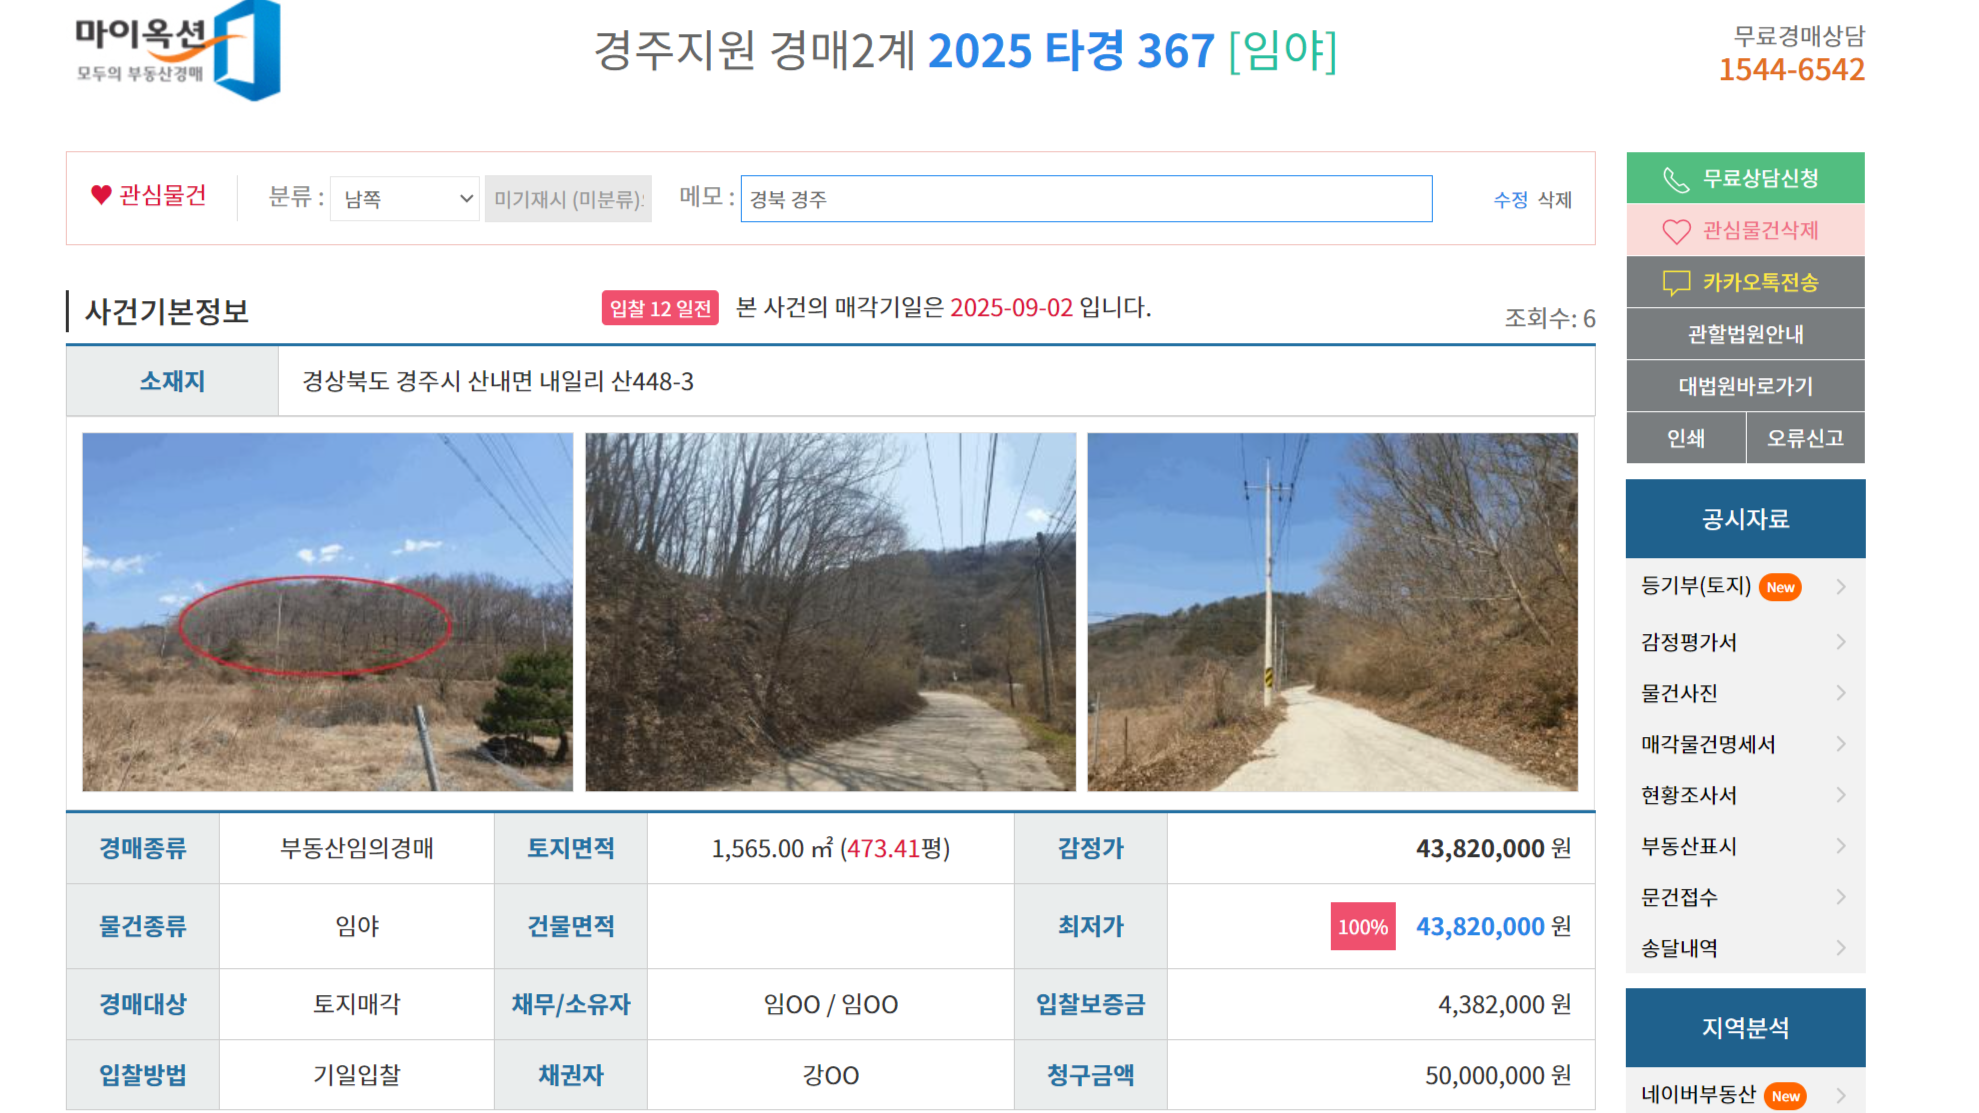 마이옥션
모두의 부동산경매
경주지원 경매2계 2025 타경 367 [임야]
무료경매상담
1544-6542
관심물건
분류 : 남쪽 미기재시 (미분류) 메모 : 경북 경주 수정 삭제
사건기본정보
입찰 12 일전 본 사건의 매각기일은 2025-09-02 입니다.
조회수: 6
소재지 경상북도 경주시 산내면 내일리 산448-3
경매종류 부동산임의경매 토지면적 1,565.00 ㎡ (473.41평) 감정가 43,820,000 원
물건종류 임야 건물면적 최저가 100% 43,820,000 원
경매대상 토지매각 채무/소유자 임OO / 임OO 입찰보증금 4,382,000 원
입찰방법 기일입찰 채권자 강OO 청구금액 50,000,000 원
무료상담신청
관심물건삭제
카카오톡전송
관할법원안내
대법원바로가기
인쇄 오류신고
공시자료
등기부(토지) New
감정평가서
물건사진
매각물건명세서
현황조사서
부동산표시
문건접수
송달내역
지역분석
네이버부동산 New